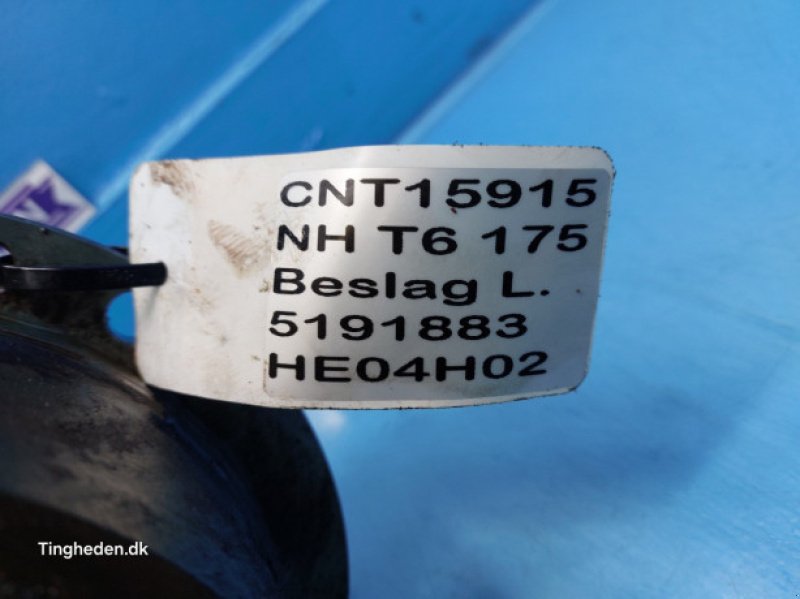 CNT15915
NH T6 175
Beslag L.
5191883
HE04H02
Tingheden.dk